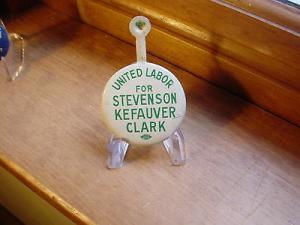 UNITED LABOR
FOR
STEVENSON
KEFAUVER
CLARK